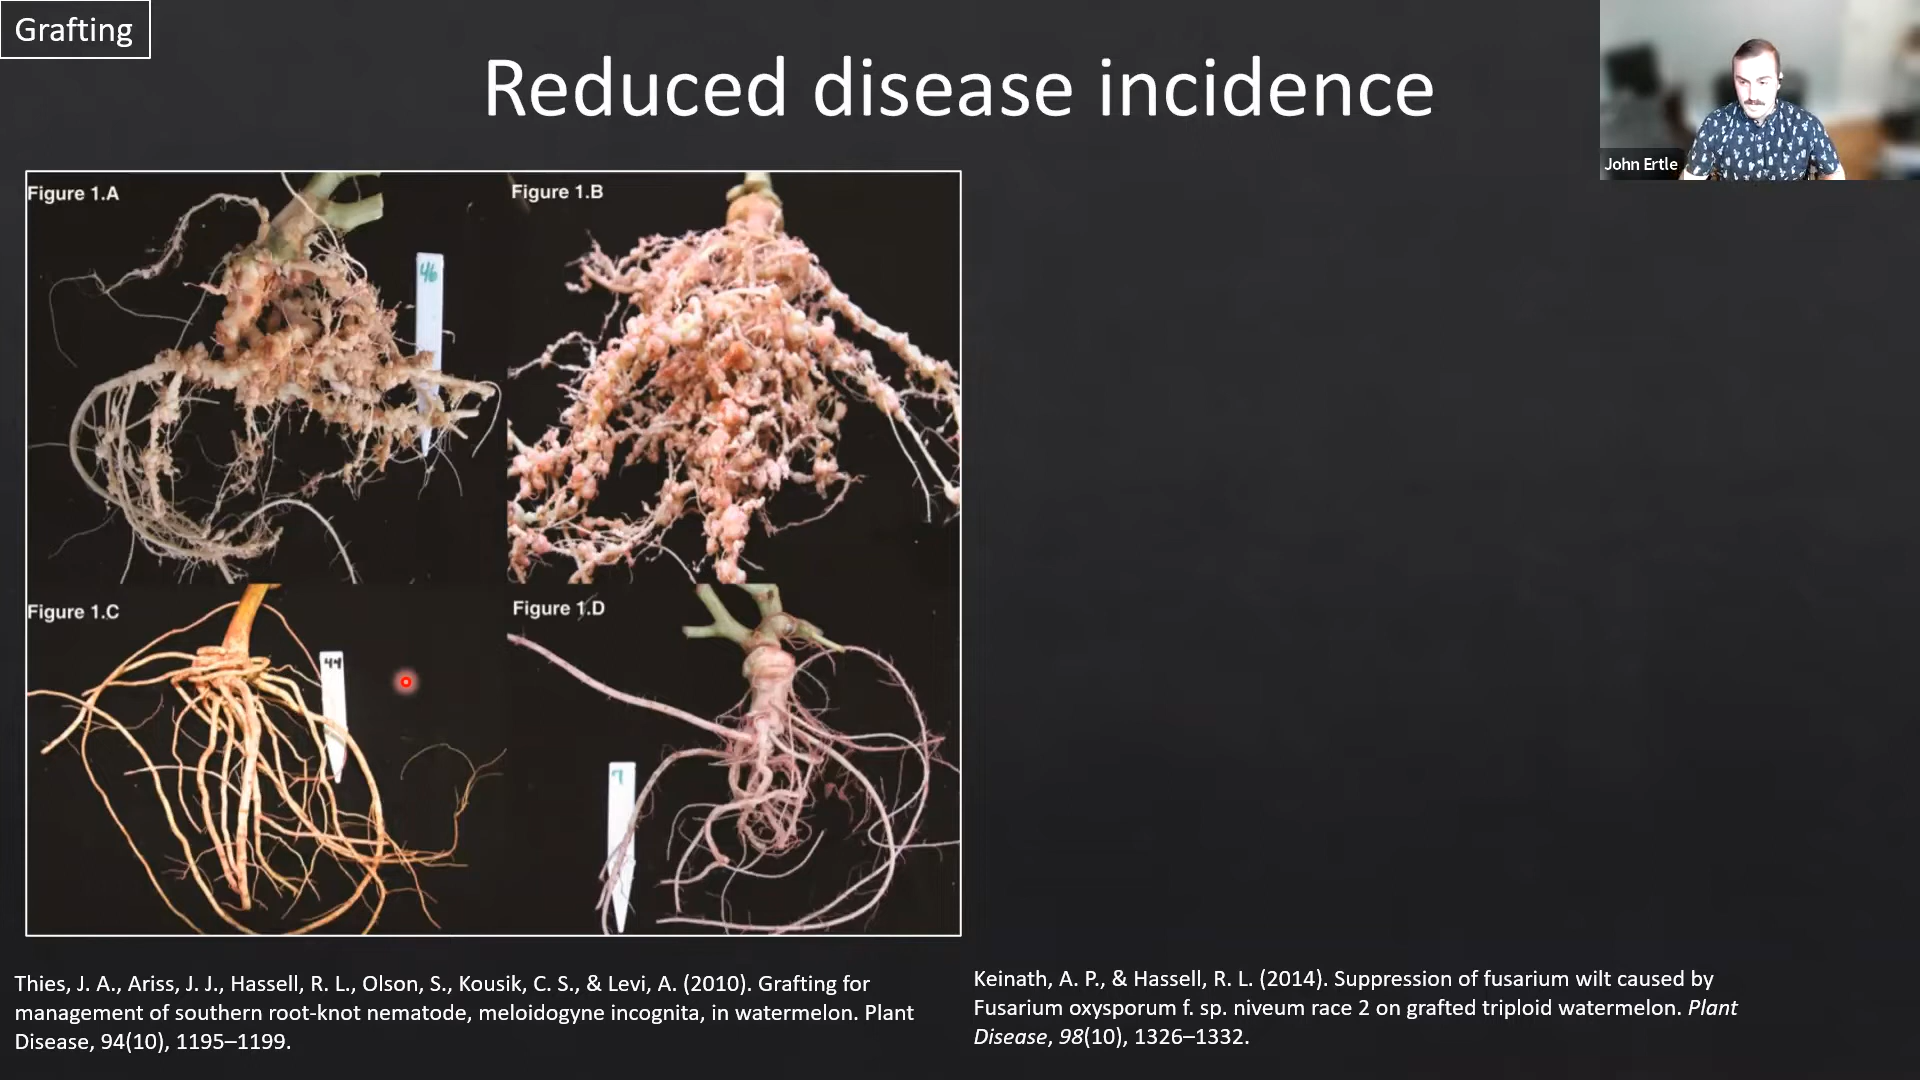 Grafting
Reduced disease incidence
John Ertle
Figure 1.A
Figure 1.B
46
Figure 1.C
Figure 1.D
44
7
Thies, J. A., Ariss, J. J., Hassell, R. L., Olson, S., Kousik, C. S., & Levi, A. (2010). Grafting for
management of southern root-knot nematode, meloidogyne incognita, in watermelon. Plant
Disease, 94(10), 1195–1199.
Keinath, A. P., & Hassell, R. L. (2014). Suppression of fusarium wilt caused by
Fusarium oxysporum f. sp. niveum race 2 on grafted triploid watermelon. Plant
Disease, 98(10), 1326–1332.